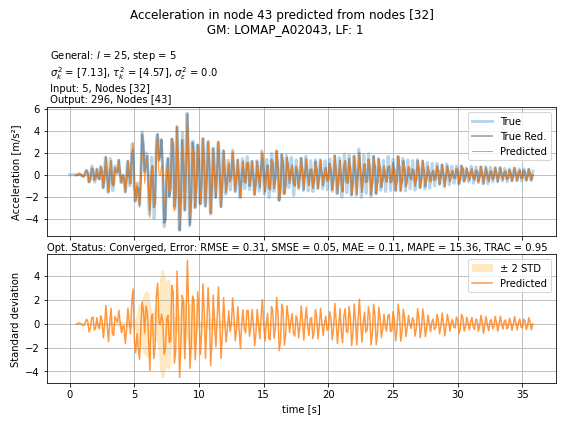 Acceleration in node 43 predicted from nodes [32]
GM: LOMAP_A02043, LF: 1
General: l = 25, step = 5
σ²ₖ = [7.13], τ²ₖ = [4.57], σ²ε = 0.0
Input: 5, Nodes [32]
Output: 296, Nodes [43]
Acceleration [m/s²]
6
4
2
0
−2
−4
True
True Red.
Predicted
Opt. Status: Converged, Error: RMSE = 0.31, SMSE = 0.05, MAE = 0.11, MAPE = 15.36, TRAC = 0.95
Standard deviation
4
2
0
−2
−4
± 2 STD
Predicted
0 5 10 15 20 25 30 35
time [s]